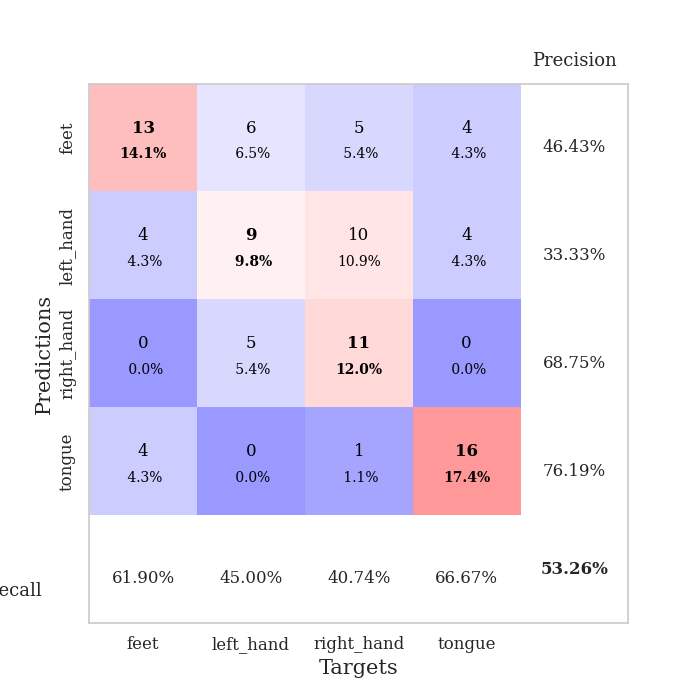 Precision
feet 13 6 5 4 46.43%
14.1% 6.5% 5.4% 4.3%
left_hand 4 9 10 4 33.33%
4.3% 9.8% 10.9% 4.3%
Predictions
right_hand 0 5 11 0 68.75%
0.0% 5.4% 12.0% 0.0%
tongue 4 0 1 16 76.19%
4.3% 0.0% 1.1% 17.4%
ecall 61.90% 45.00% 40.74% 66.67% 53.26%
feet left_hand right_hand tongue
Targets